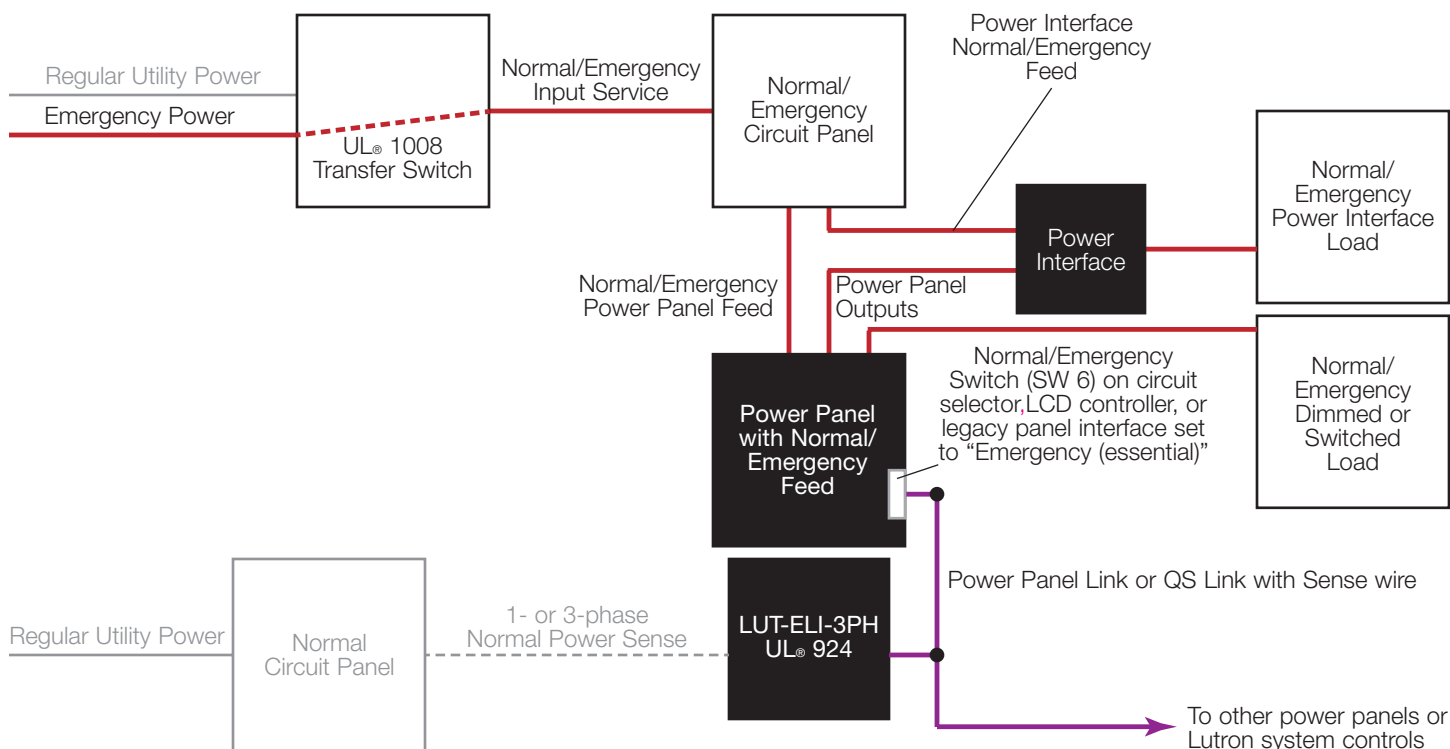 Regular Utility Power
Emergency Power
UL® 1008
Transfer Switch
Normal/Emergency
Input Service
Normal/
Emergency
Circuit Panel
Power Interface
Normal/Emergency
Feed
Power
Interface
Normal/
Emergency
Power Interface
Load
Normal/Emergency
Power Panel Feed
Power Panel
Outputs
Normal/Emergency
Switch (SW 6) on circuit
selector,LCD controller, or
legacy panel interface set
to “Emergency (essential)”
Normal/
Emergency
Dimmed or
Switched
Load
Power Panel
with Normal/
Emergency
Feed
Power Panel Link or QS Link with Sense wire
Regular Utility Power
Normal
Circuit Panel
1- or 3-phase
Normal Power Sense
LUT-ELI-3PH
UL® 924
To other power panels or
Lutron system controls